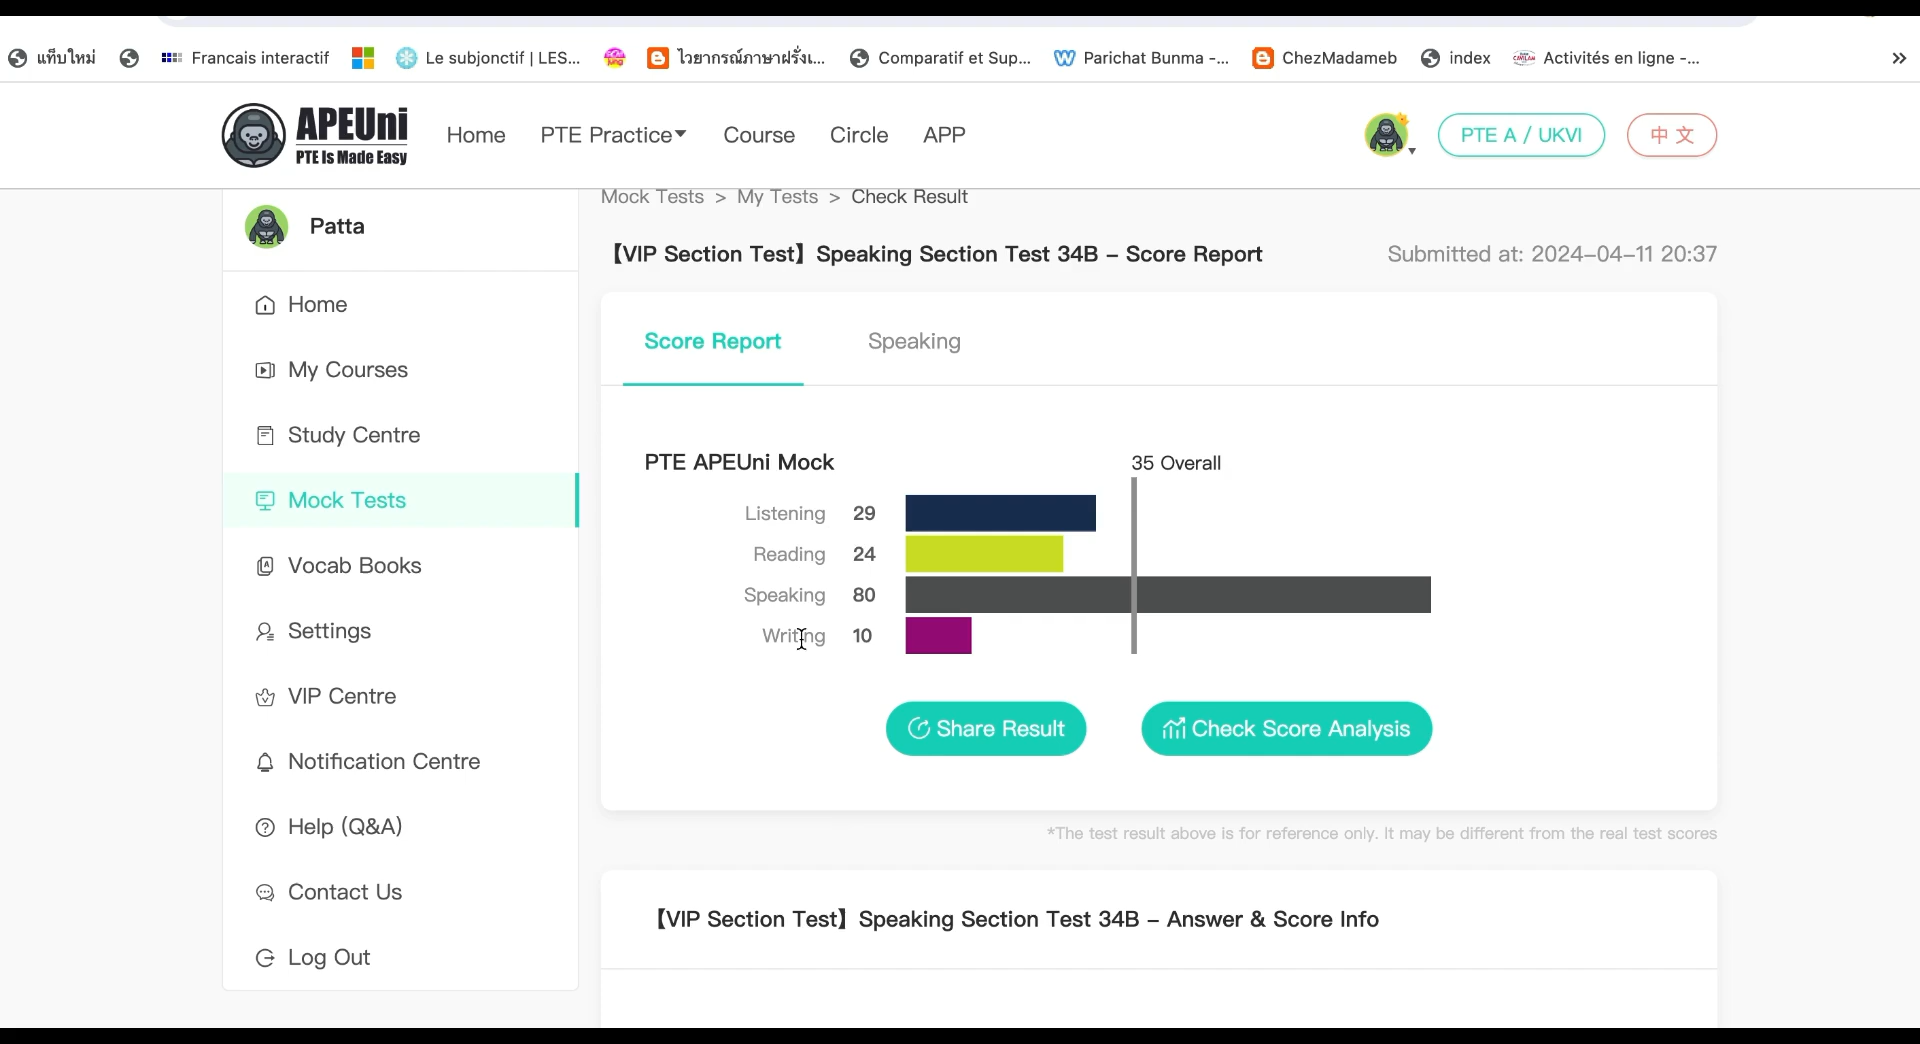 แท็บใหม่ Francais interactif Le subjonctif | LES... ไวยากรณ์ภาษาฝรั่ง... Comparatif et Sup... Parichat Bunma -... ChezMadameb index Activités en ligne -... »
APEUni
PTE Is Made Easy
Home PTE Practice Course Circle APP PTE A / UKVI 中 文
Patta
Home
My Courses
Study Centre
Mock Tests
Vocab Books
Settings
VIP Centre
Notification Centre
Help (Q&A)
Contact Us
Log Out
Mock Tests > My Tests > Check Result
【VIP Section Test】Speaking Section Test 34B – Score Report Submitted at: 2024–04–11 20:37
Score Report Speaking
PTE APEUni Mock 35 Overall
Listening 29
Reading 24
Speaking 80
Writing 10
Share Result Check Score Analysis
*The test result above is for reference only. It may be different from the real test scores
【VIP Section Test】Speaking Section Test 34B – Answer & Score Info